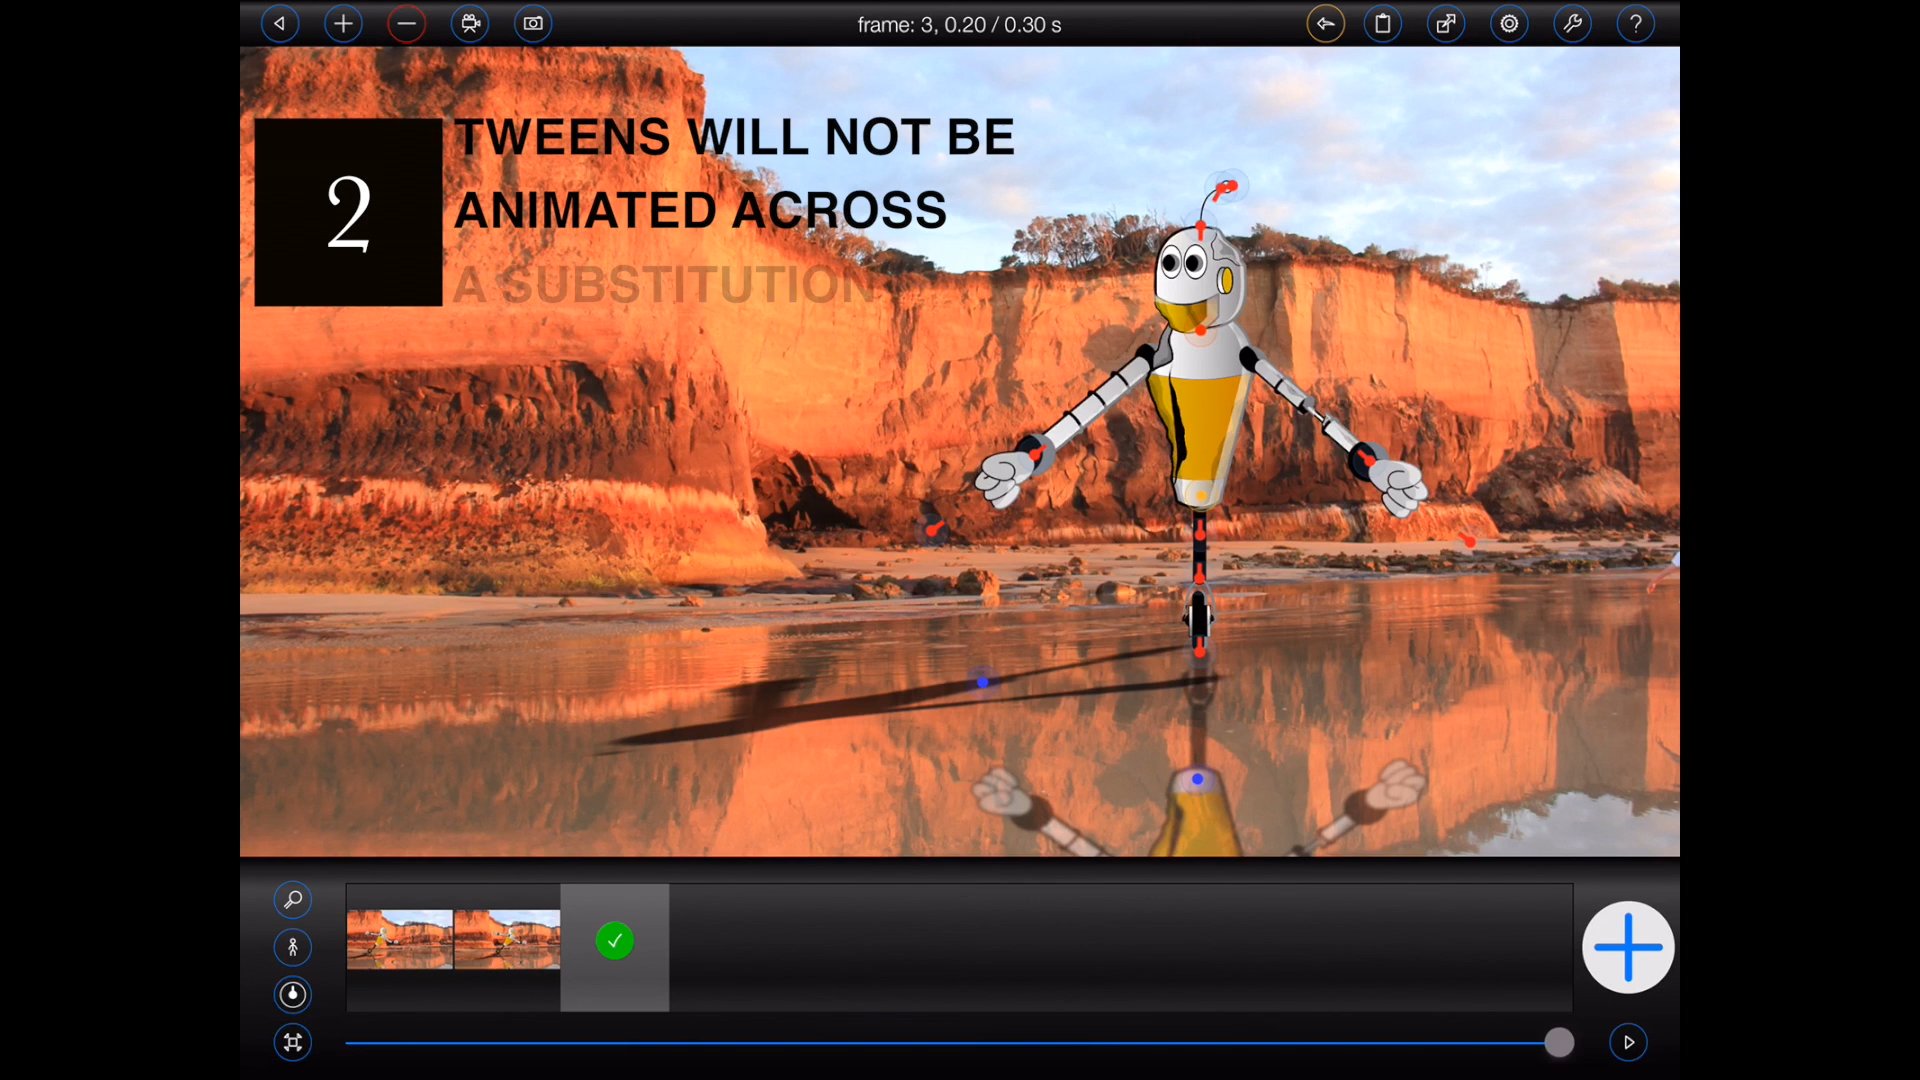 frame: 3, 0.20 / 0.30 s
?
2
TWEENS WILL NOT BE
ANIMATED ACROSS
A SUBSTITUTION